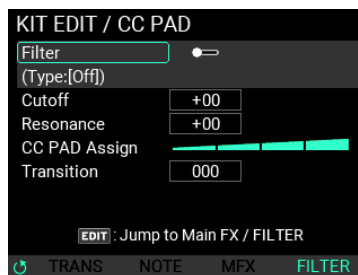 KIT EDIT / CC PAD
Filter
(Type:[Off])
Cutoff +00
Resonance +00
CC PAD Assign
Transition 000
EDIT : Jump to Main FX / FILTER
TRANS NOTE MFX FILTER